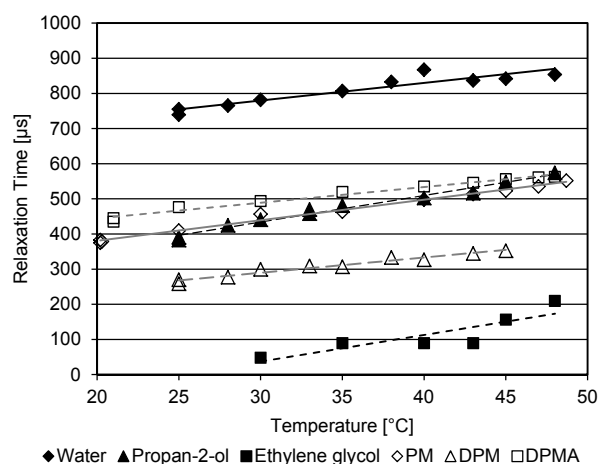 1000
900
800
700
600
500
400
300
200
100
0
Relaxation Time [µs]
20 25 30 35 40 45 50
Temperature [°C]
Water Propan-2-ol Ethylene glycol PM DPM DPMA